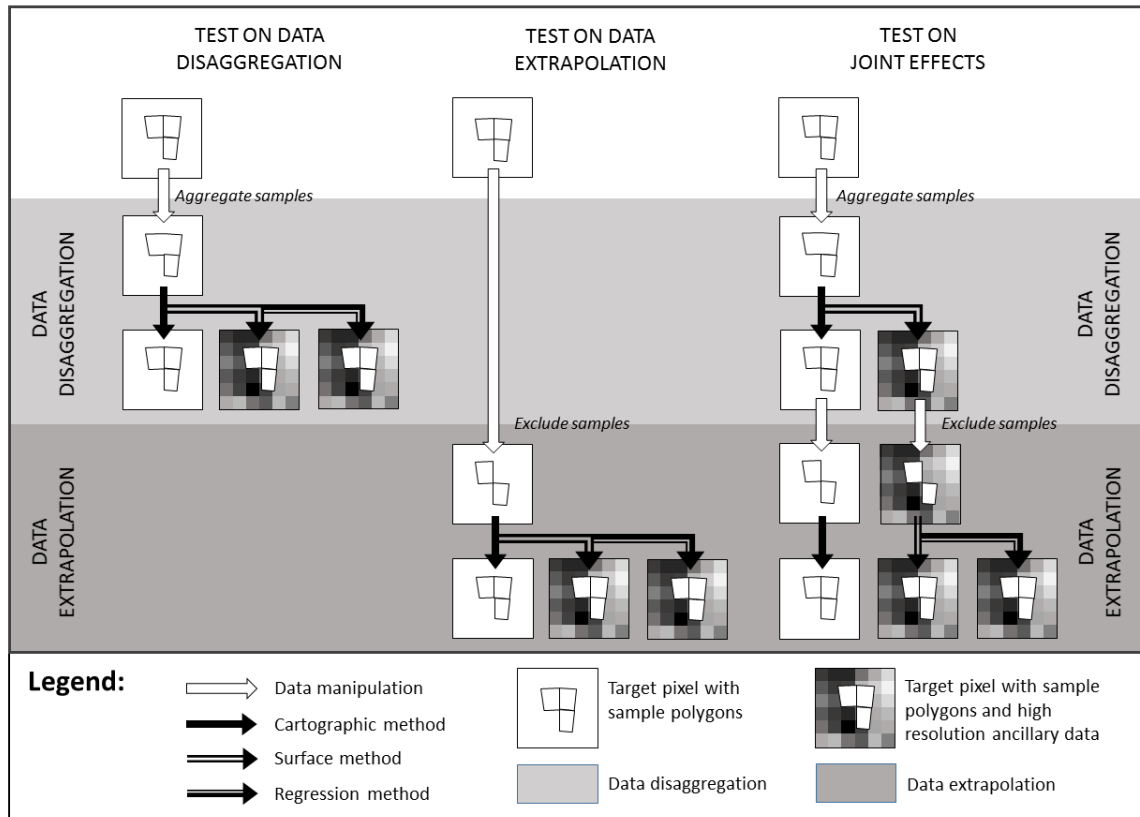 TEST ON DATA
DISAGGREGATION
TEST ON DATA
EXTRAPOLATION
TEST ON
JOINT EFFECTS
Aggregate samples
Aggregate samples
DATA
DISAGGREGATION
DATA
DISAGGREGATION
Exclude samples
Exclude samples
DATA
EXTRAPOLATION
DATA
EXTRAPOLATION
Legend:
Data manipulation
Cartographic method
Surface method
Regression method
Target pixel with
sample polygons
Data disaggregation
Target pixel with sample
polygons and high
resolution ancillary data
Data extrapolation